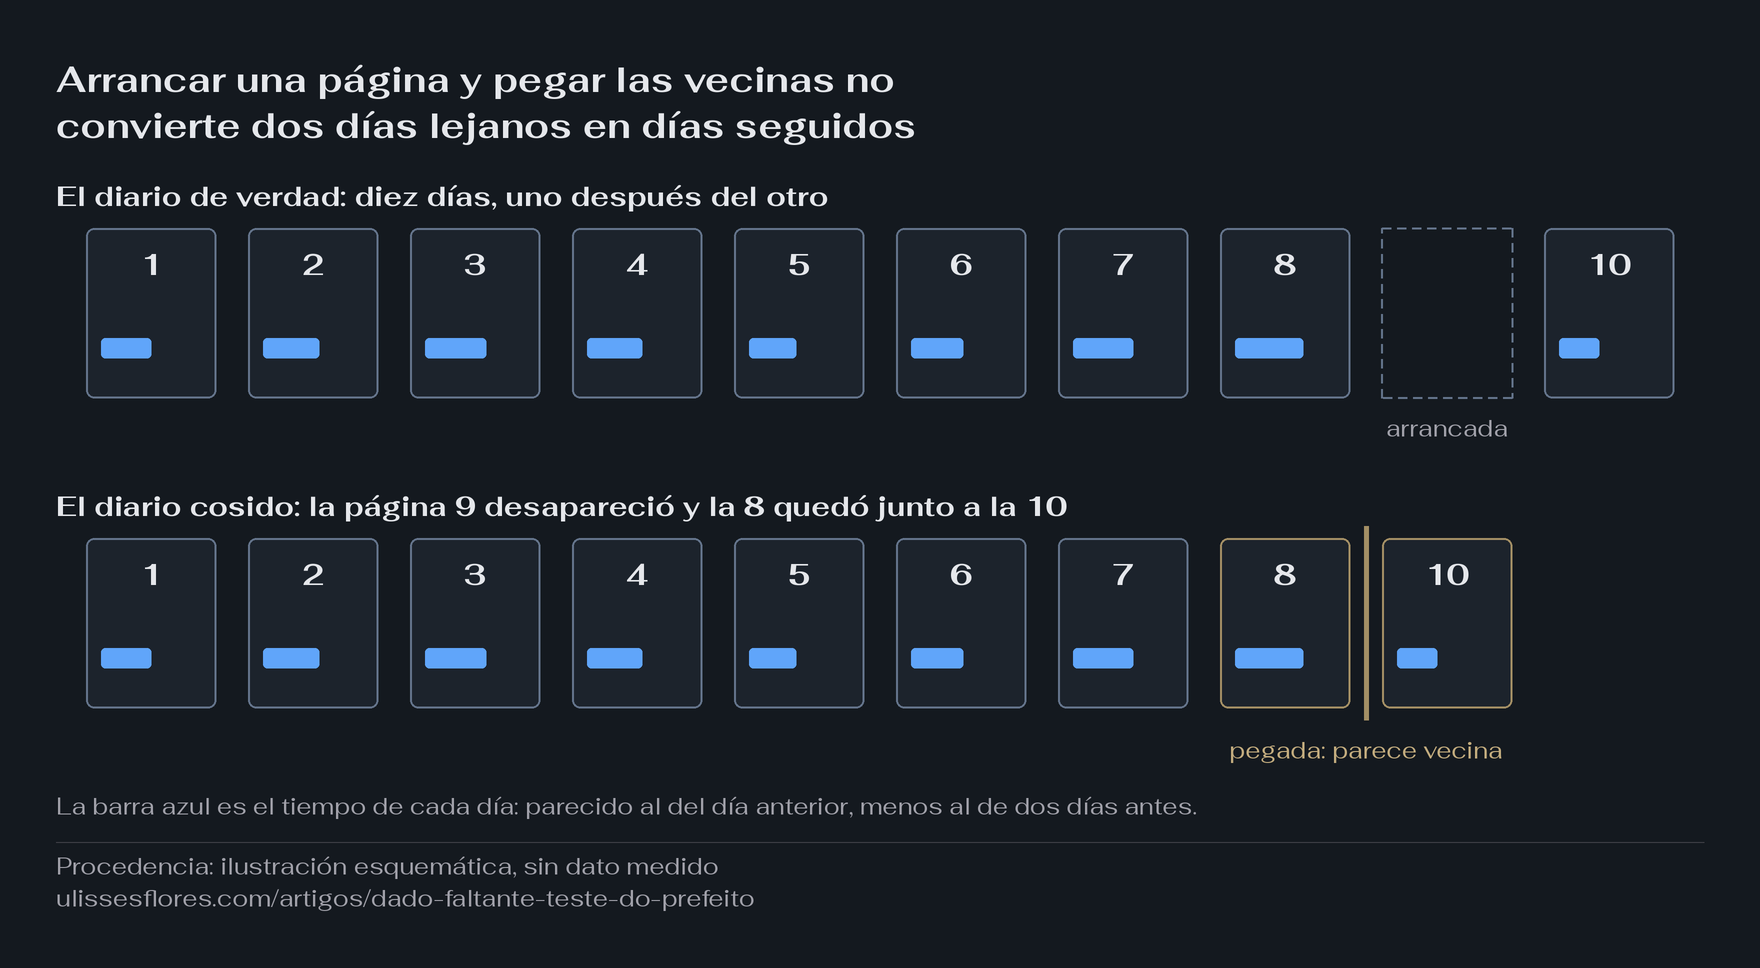 Arrancar una página y pegar las vecinas no
convierte dos días lejanos en días seguidos
El diario de verdad: diez días, uno después del otro
1 2 3 4 5 6 7 8 10
arrancada
El diario cosido: la página 9 desapareció y la 8 quedó junto a la 10
1 2 3 4 5 6 7 8 10
pegada: parece vecina
La barra azul es el tiempo de cada día: parecido al del día anterior, menos al de dos días antes.
Procedencia: ilustración esquemática, sin dato medido
ulissesflores.com/artigos/dado-faltante-teste-do-prefeito